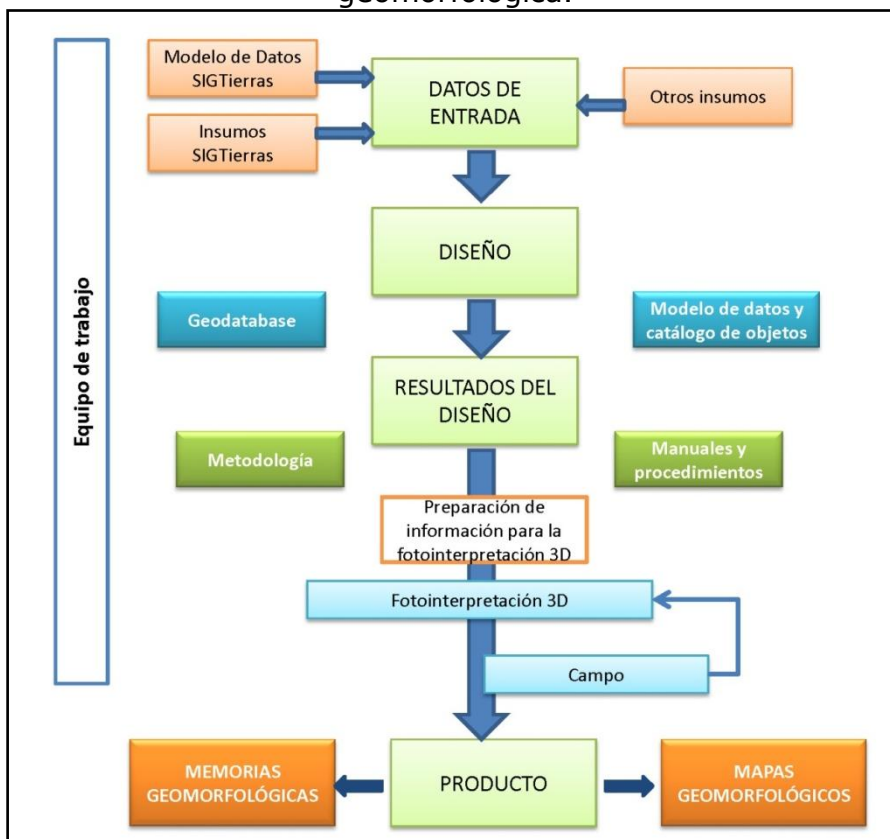 geomorfológica.
Modelo de Datos
SIGTierras
DATOS DE
ENTRADA
Otros insumos
Insumos
SIGTierras
DISEÑO
Equipo de trabajo
Geodatabase
Modelo de datos y
catálogo de objetos
RESULTADOS DEL
DISEÑO
Metodología
Manuales y
procedimientos
Preparación de
información para la
fotointerpretación 3D
Fotointerpretación 3D
Campo
MEMORIAS
GEOMORFOLÓGICAS
PRODUCTO
MAPAS
GEOMORFOLÓGICOS